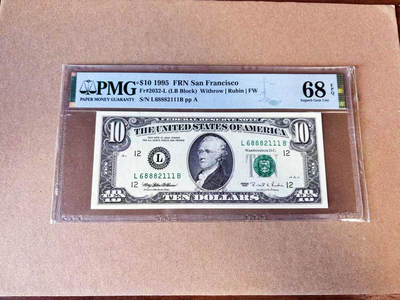 PMG
PAPER MONEY GUARANTY
$10 1995 FRN San Francisco
Fr#2032-L (LB Block) Withrow | Rubin | FW
S/N L68882111B pp A
68 EPQ
Superb Gem Unc
FEDERAL RESERVE NOTE
10 THE UNITED STATES OF AMERICA 10
L 68882111 B
12 L 12
Washington, D.C.
12 12
L 68882111 B
10 TEN DOLLARS 10